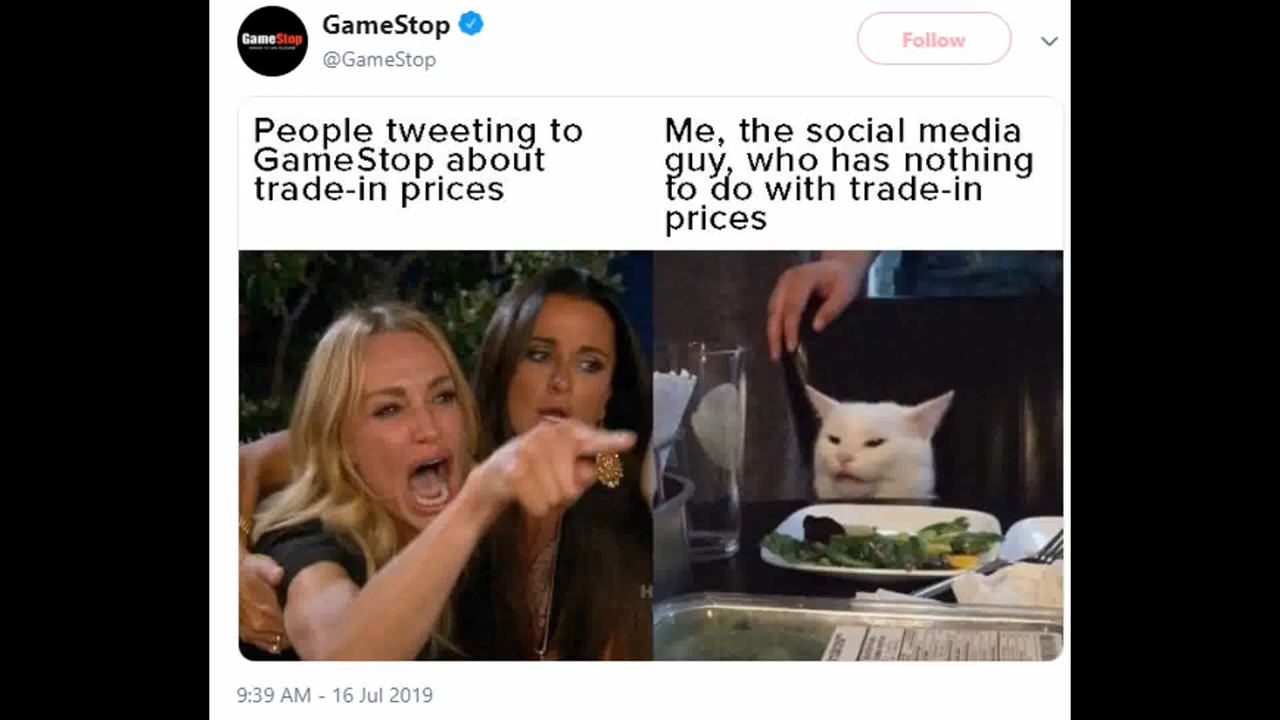 GameStop
GameStop
@GameStop
Follow
People tweeting to
GameStop about
trade-in prices
Me, the social media
guy, who has nothing
to do with trade-in
prices
H
9:39 AM - 16 Jul 2019